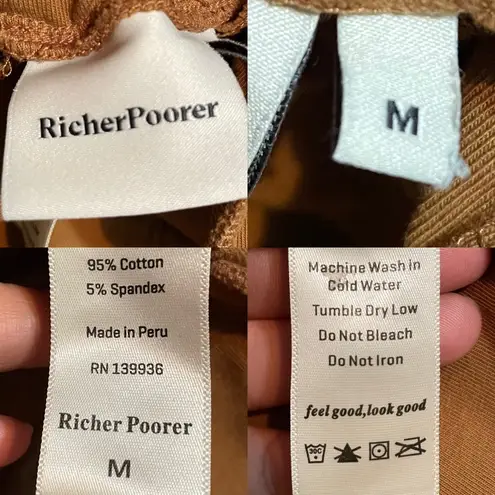 RicherPoorer
M
95% Cotton
5% Spandex
Made in Peru
RN 139936
Richer Poorer
M
Machine Wash in
Cold Water
Tumble Dry Low
Do Not Bleach
Do Not Iron
feel good, look good
30C